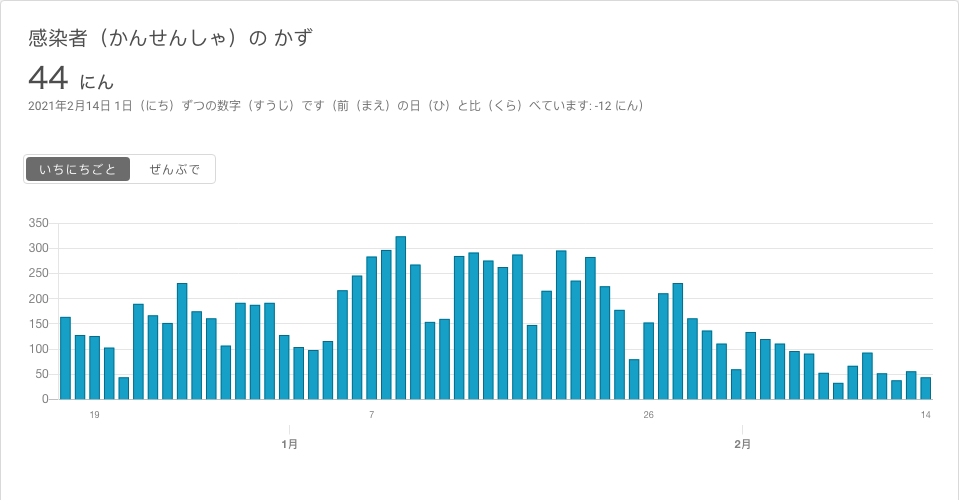 感染者（かんせんしゃ）の かず
44 にん
2021年2月14日 1日（にち）ずつの数字（すうじ）です（前（まえ）の日（ひ）と比（くら）べています: -12 にん）
いちにちごと ぜんぶで
350
300
250
200
150
100
50
0
19 7 26 14
1月 2月